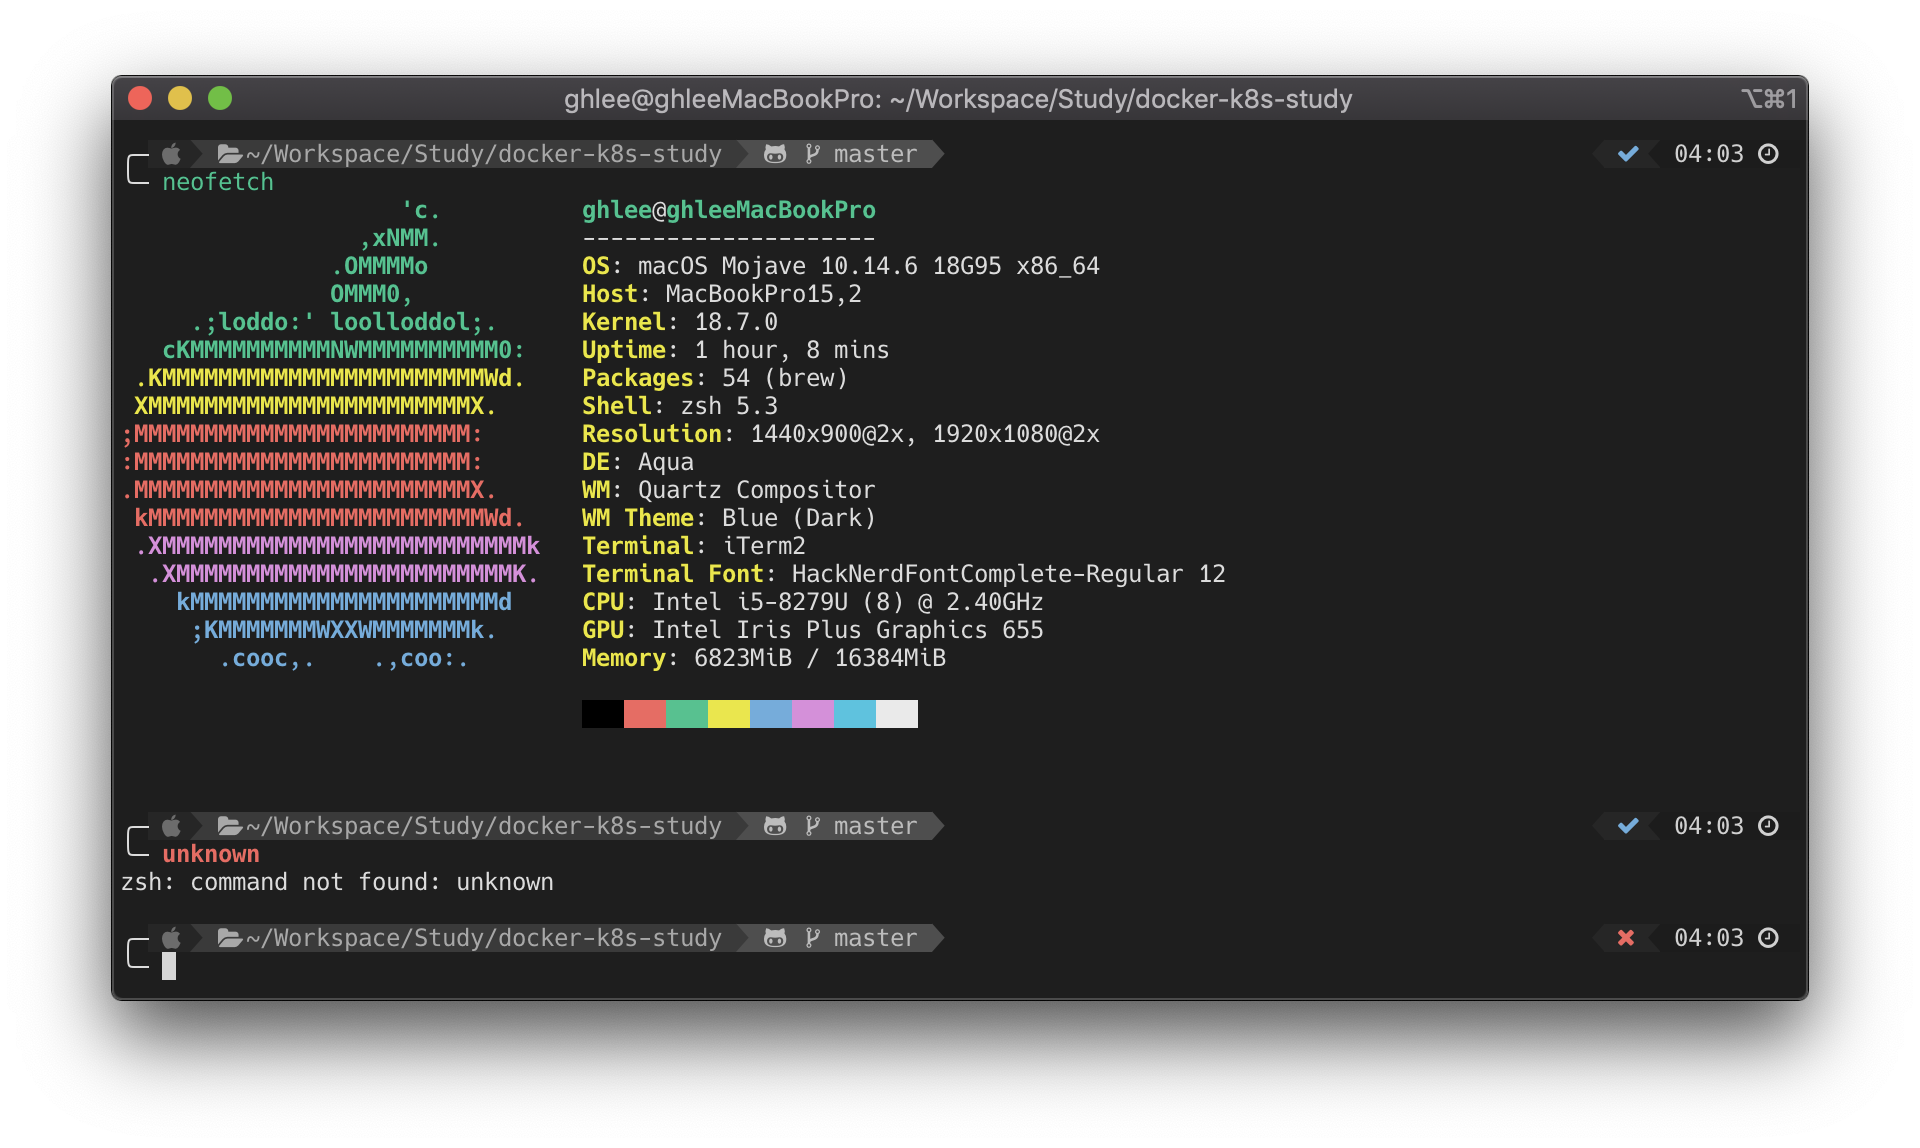 ghlee@ghleeMacBookPro: ~/Workspace/Study/docker-k8s-study ⌥⌘1
~/Workspace/Study/docker-k8s-study master ✔ 04:03
neofetch
'c. ghlee@ghleeMacBookPro
,xNMM. ---------------------
.OMMMMo OS: macOS Mojave 10.14.6 18G95 x86_64
OMMM0, Host: MacBookPro15,2
.;loddo:' loolloddol;. Kernel: 18.7.0
cKMMMMMMMMMMNWMMMMMMMMMM0: Uptime: 1 hour, 8 mins
.KMMMMMMMMMMMMMMMMMMMMMMMWd. Packages: 54 (brew)
XMMMMMMMMMMMMMMMMMMMMMMMX. Shell: zsh 5.3
;MMMMMMMMMMMMMMMMMMMMMMMM: Resolution: 1440x900@2x, 1920x1080@2x
:MMMMMMMMMMMMMMMMMMMMMMMM: DE: Aqua
.MMMMMMMMMMMMMMMMMMMMMMMMX. WM: Quartz Compositor
kMMMMMMMMMMMMMMMMMMMMMMMMWd. WM Theme: Blue (Dark)
.XMMMMMMMMMMMMMMMMMMMMMMMMMMk Terminal: iTerm2
.XMMMMMMMMMMMMMMMMMMMMMMMMK. Terminal Font: HackNerdFontComplete-Regular 12
kMMMMMMMMMMMMMMMMMMMMMMd CPU: Intel i5-8279U (8) @ 2.40GHz
;KMMMMMMMWXXWMMMMMMMk. GPU: Intel Iris Plus Graphics 655
.cooc,. .,coo:. Memory: 6823MiB / 16384MiB
~/Workspace/Study/docker-k8s-study master ✔ 04:03
unknown
zsh: command not found: unknown
~/Workspace/Study/docker-k8s-study master ✘ 04:03